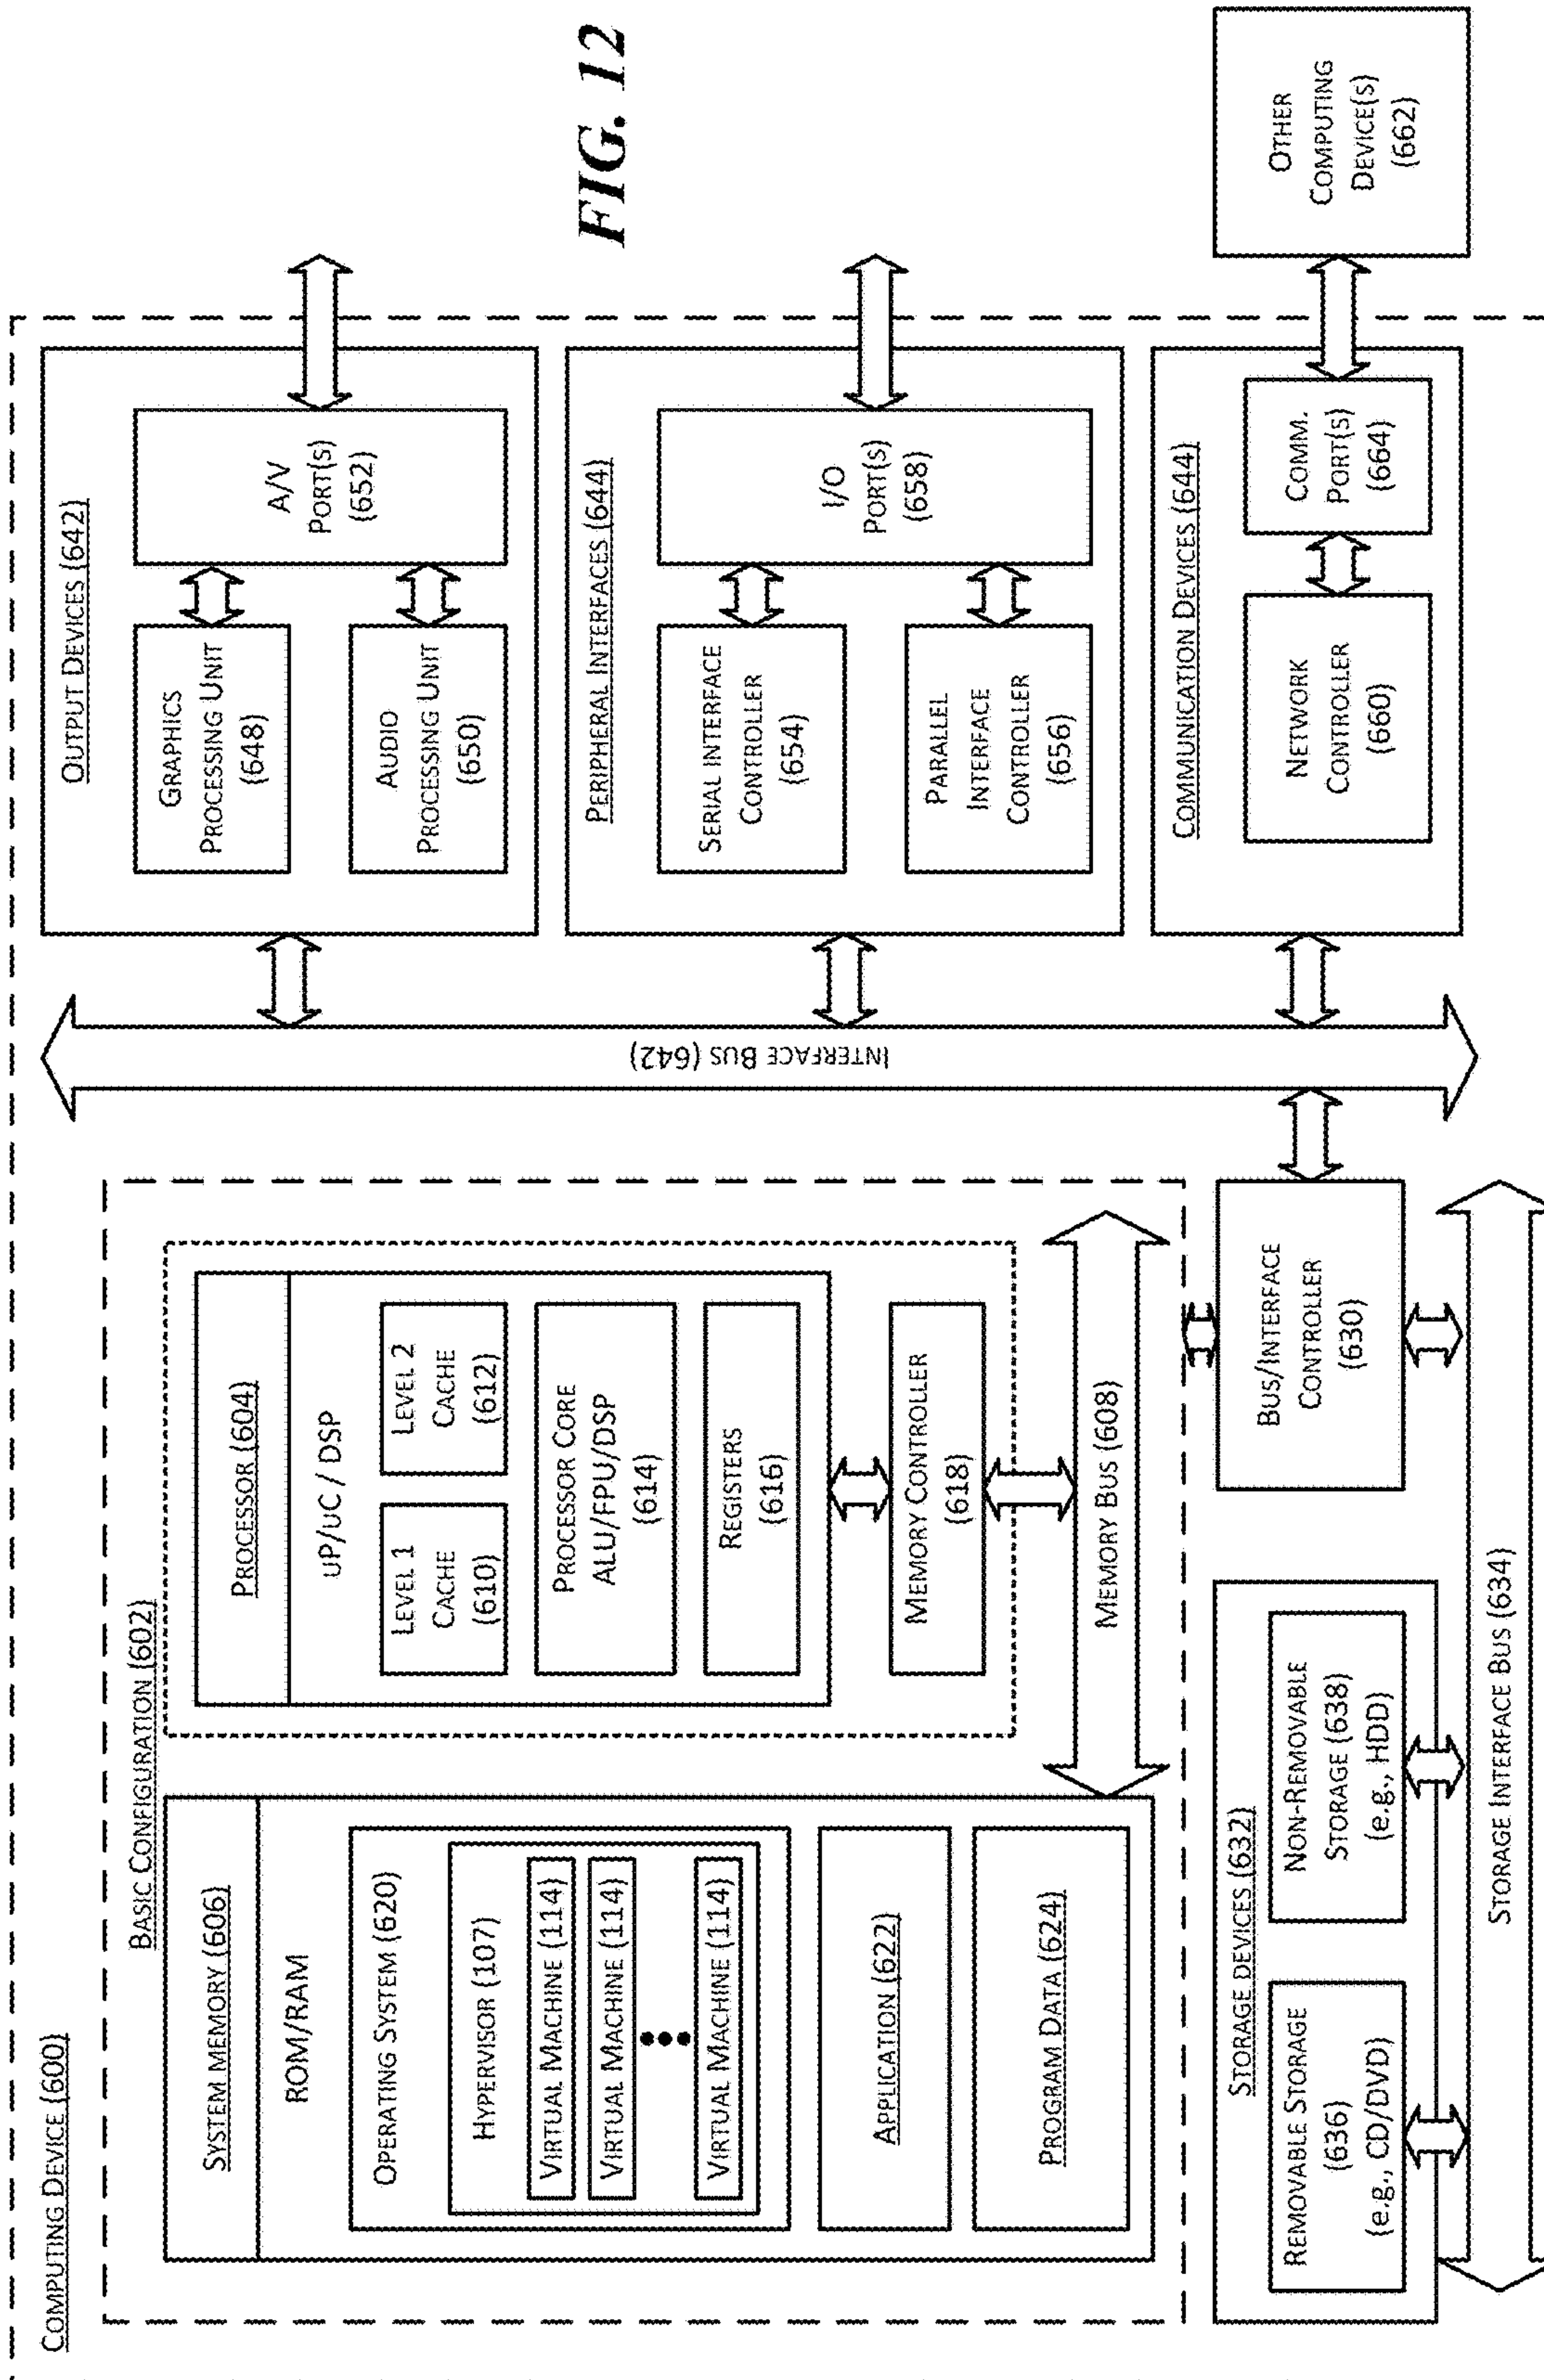 COMPUTING DEVICE (600)
BASIC CONFIGURATION (602)
SYSTEM MEMORY (606)
ROM/RAM
OPERATING SYSTEM (620)
HYPERVISOR (107)
VIRTUAL MACHINE (114)
VIRTUAL MACHINE (114)
VIRTUAL MACHINE (114)
APPLICATION (622)
PROGRAM DATA (624)
PROCESSOR (604)
UP/UC / DSP
LEVEL 1
CACHE
(610)
LEVEL 2
CACHE
(612)
PROCESSOR CORE
ALU/FPU/DSP
(614)
REGISTERS
(616)
MEMORY CONTROLLER
(618)
MEMORY BUS (608)
STORAGE DEVICES (632)
REMOVABLE STORAGE
(636)
(e.g., CD/DVD)
NON-REMOVABLE
STORAGE (638)
(e.g., HDD)
STORAGE INTERFACE BUS (634)
BUS/INTERFACE
CONTROLLER
(630)
INTERFACE BUS (642)
OUTPUT DEVICES (642)
GRAPHICS
PROCESSING UNIT
(648)
AUDIO
PROCESSING UNIT
(650)
A/V
PORT(S)
(652)
PERIPHERAL INTERFACES (644)
SERIAL INTERFACE
CONTROLLER
(654)
PARALLEL
INTERFACE
CONTROLLER
(656)
I/O
PORT(S)
(658)
COMMUNICATION DEVICES (644)
NETWORK
CONTROLLER
(660)
COMM.
PORT(S)
(664)
OTHER
COMPUTING
DEVICE(S)
(662)
FIG. 12